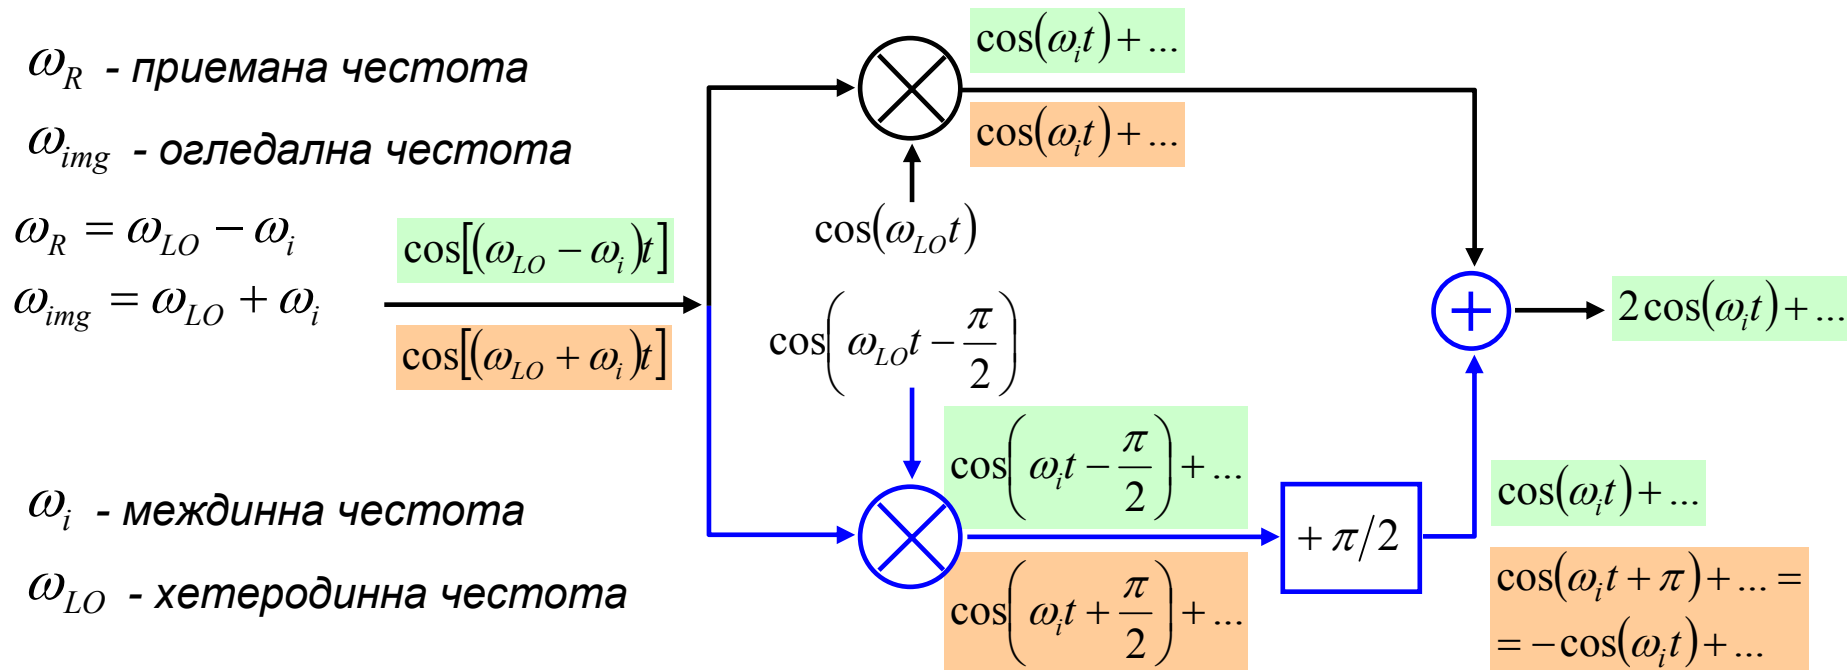 ω_R - приемана честота
ω_img - огледална честота
ω_R = ω_LO − ω_i
ω_img = ω_LO + ω_i
cos[(ω_LO − ω_i)t]
cos[(ω_LO + ω_i)t]
cos(ω_i t) + ...
cos(ω_i t) + ...
cos(ω_LO t)
cos(ω_LO t − π/2)
cos(ω_i t − π/2) + ...
cos(ω_i t + π/2) + ...
+ π/2
+
2cos(ω_i t) + ...
cos(ω_i t) + ...
cos(ω_i t + π) + ... =
= −cos(ω_i t) + ...
ω_i - междинна честота
ω_LO - хетеродинна честота